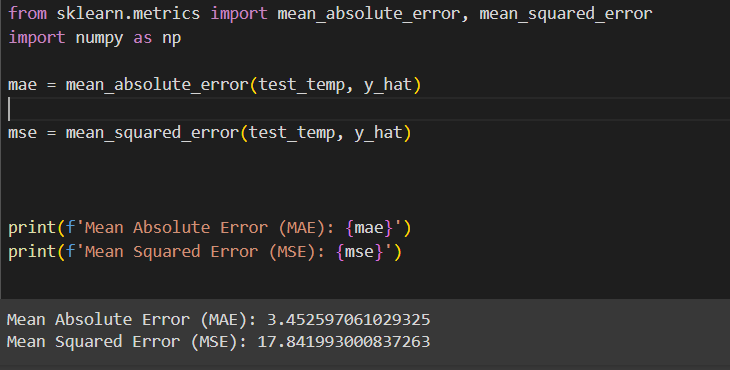 from sklearn.metrics import mean_absolute_error, mean_squared_error
import numpy as np
mae = mean_absolute_error(test_temp, y_hat)
mse = mean_squared_error(test_temp, y_hat)
print(f'Mean Absolute Error (MAE): {mae}')
print(f'Mean Squared Error (MSE): {mse}')
Mean Absolute Error (MAE): 3.452597061029325
Mean Squared Error (MSE): 17.841993000837263